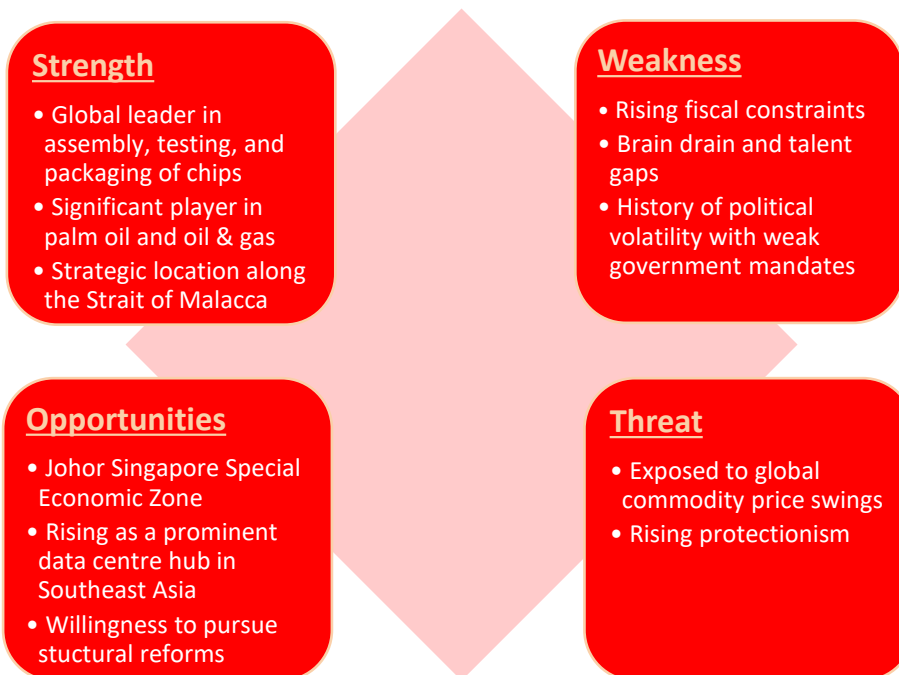 Strength
• Global leader in
assembly, testing, and
packaging of chips
• Significant player in
palm oil and oil & gas
• Strategic location along
the Strait of Malacca
Weakness
• Rising fiscal constraints
• Brain drain and talent
gaps
• History of political
volatility with weak
government mandates
Opportunities
• Johor Singapore Special
Economic Zone
• Rising as a prominent
data centre hub in
Southeast Asia
• Willingness to pursue
stuctural reforms
Threat
• Exposed to global
commodity price swings
• Rising protectionism